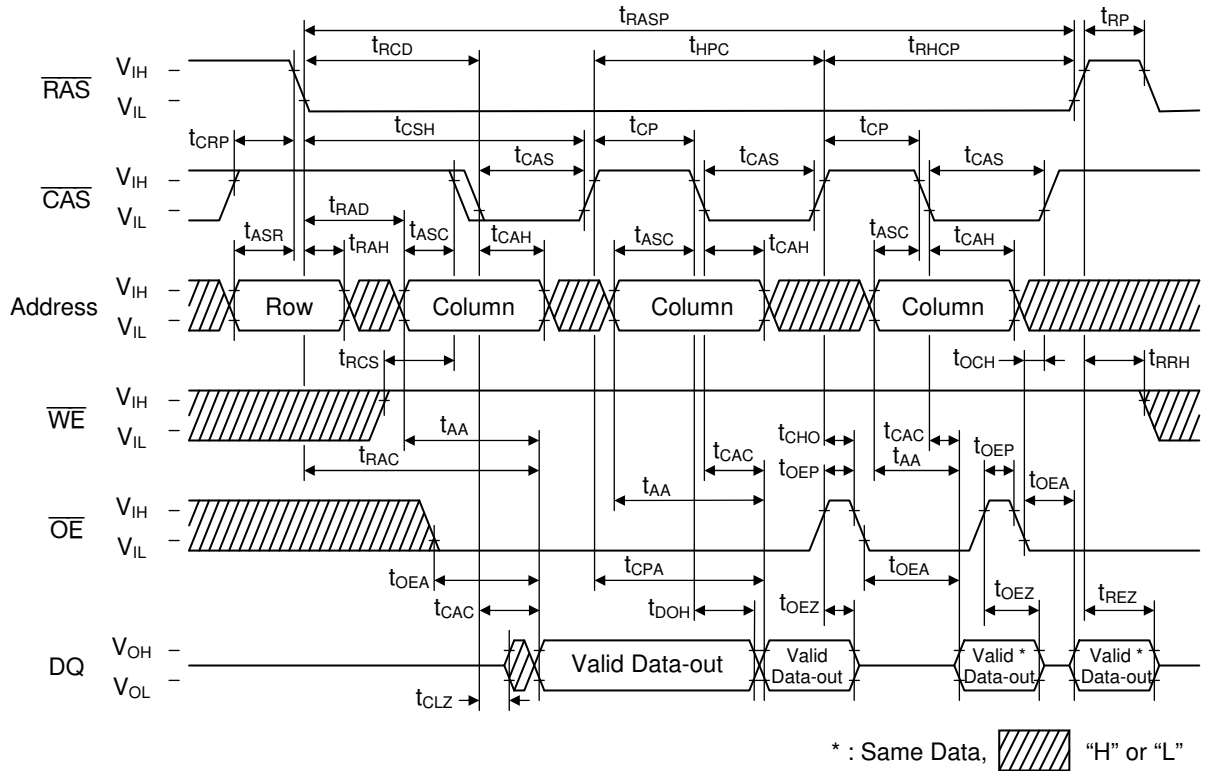 tRASP tRP
tRCD tHPC tRHCP
RAS VIH
VIL
tCRP tCSH tCP tCP
tCAS tCAS tCAS
CAS VIH
VIL
tRAD
tASR tRAH tASC tCAH tASC tCAH tASC tCAH
Address VIH
VIL
Row Column Column Column
tRCS tOCH tRRH
WE VIH
VIL
tAA tCHO tCAC
tRAC tCAC tOEP tAA tOEP
tAA tOEA
OE VIH
VIL
tOEA tCPA tOEA
tCAC tDOH tOEZ tOEZ tREZ
DQ VOH
VOL
Valid Data-out
Valid
Data-out
Valid *
Data-out
Valid *
Data-out
tCLZ
* : Same Data, “H” or “L”